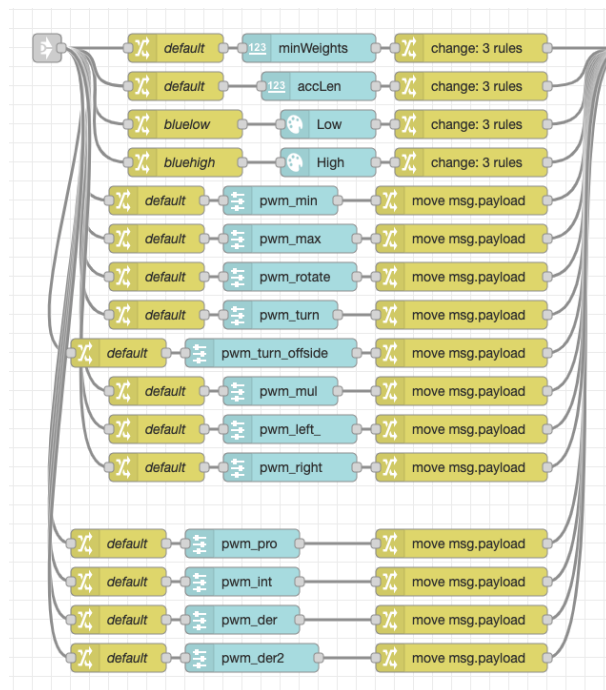 default 123 minWeights change: 3 rules
default 123 accLen change: 3 rules
bluelow Low change: 3 rules
bluehigh High change: 3 rules
default pwm_min move msg.payload
default pwm_max move msg.payload
default pwm_rotate move msg.payload
default pwm_turn move msg.payload
default pwm_turn_offside move msg.payload
default pwm_mul move msg.payload
default pwm_left_ move msg.payload
default pwm_right move msg.payload
default pwm_pro move msg.payload
default pwm_int move msg.payload
default pwm_der move msg.payload
default pwm_der2 move msg.payload